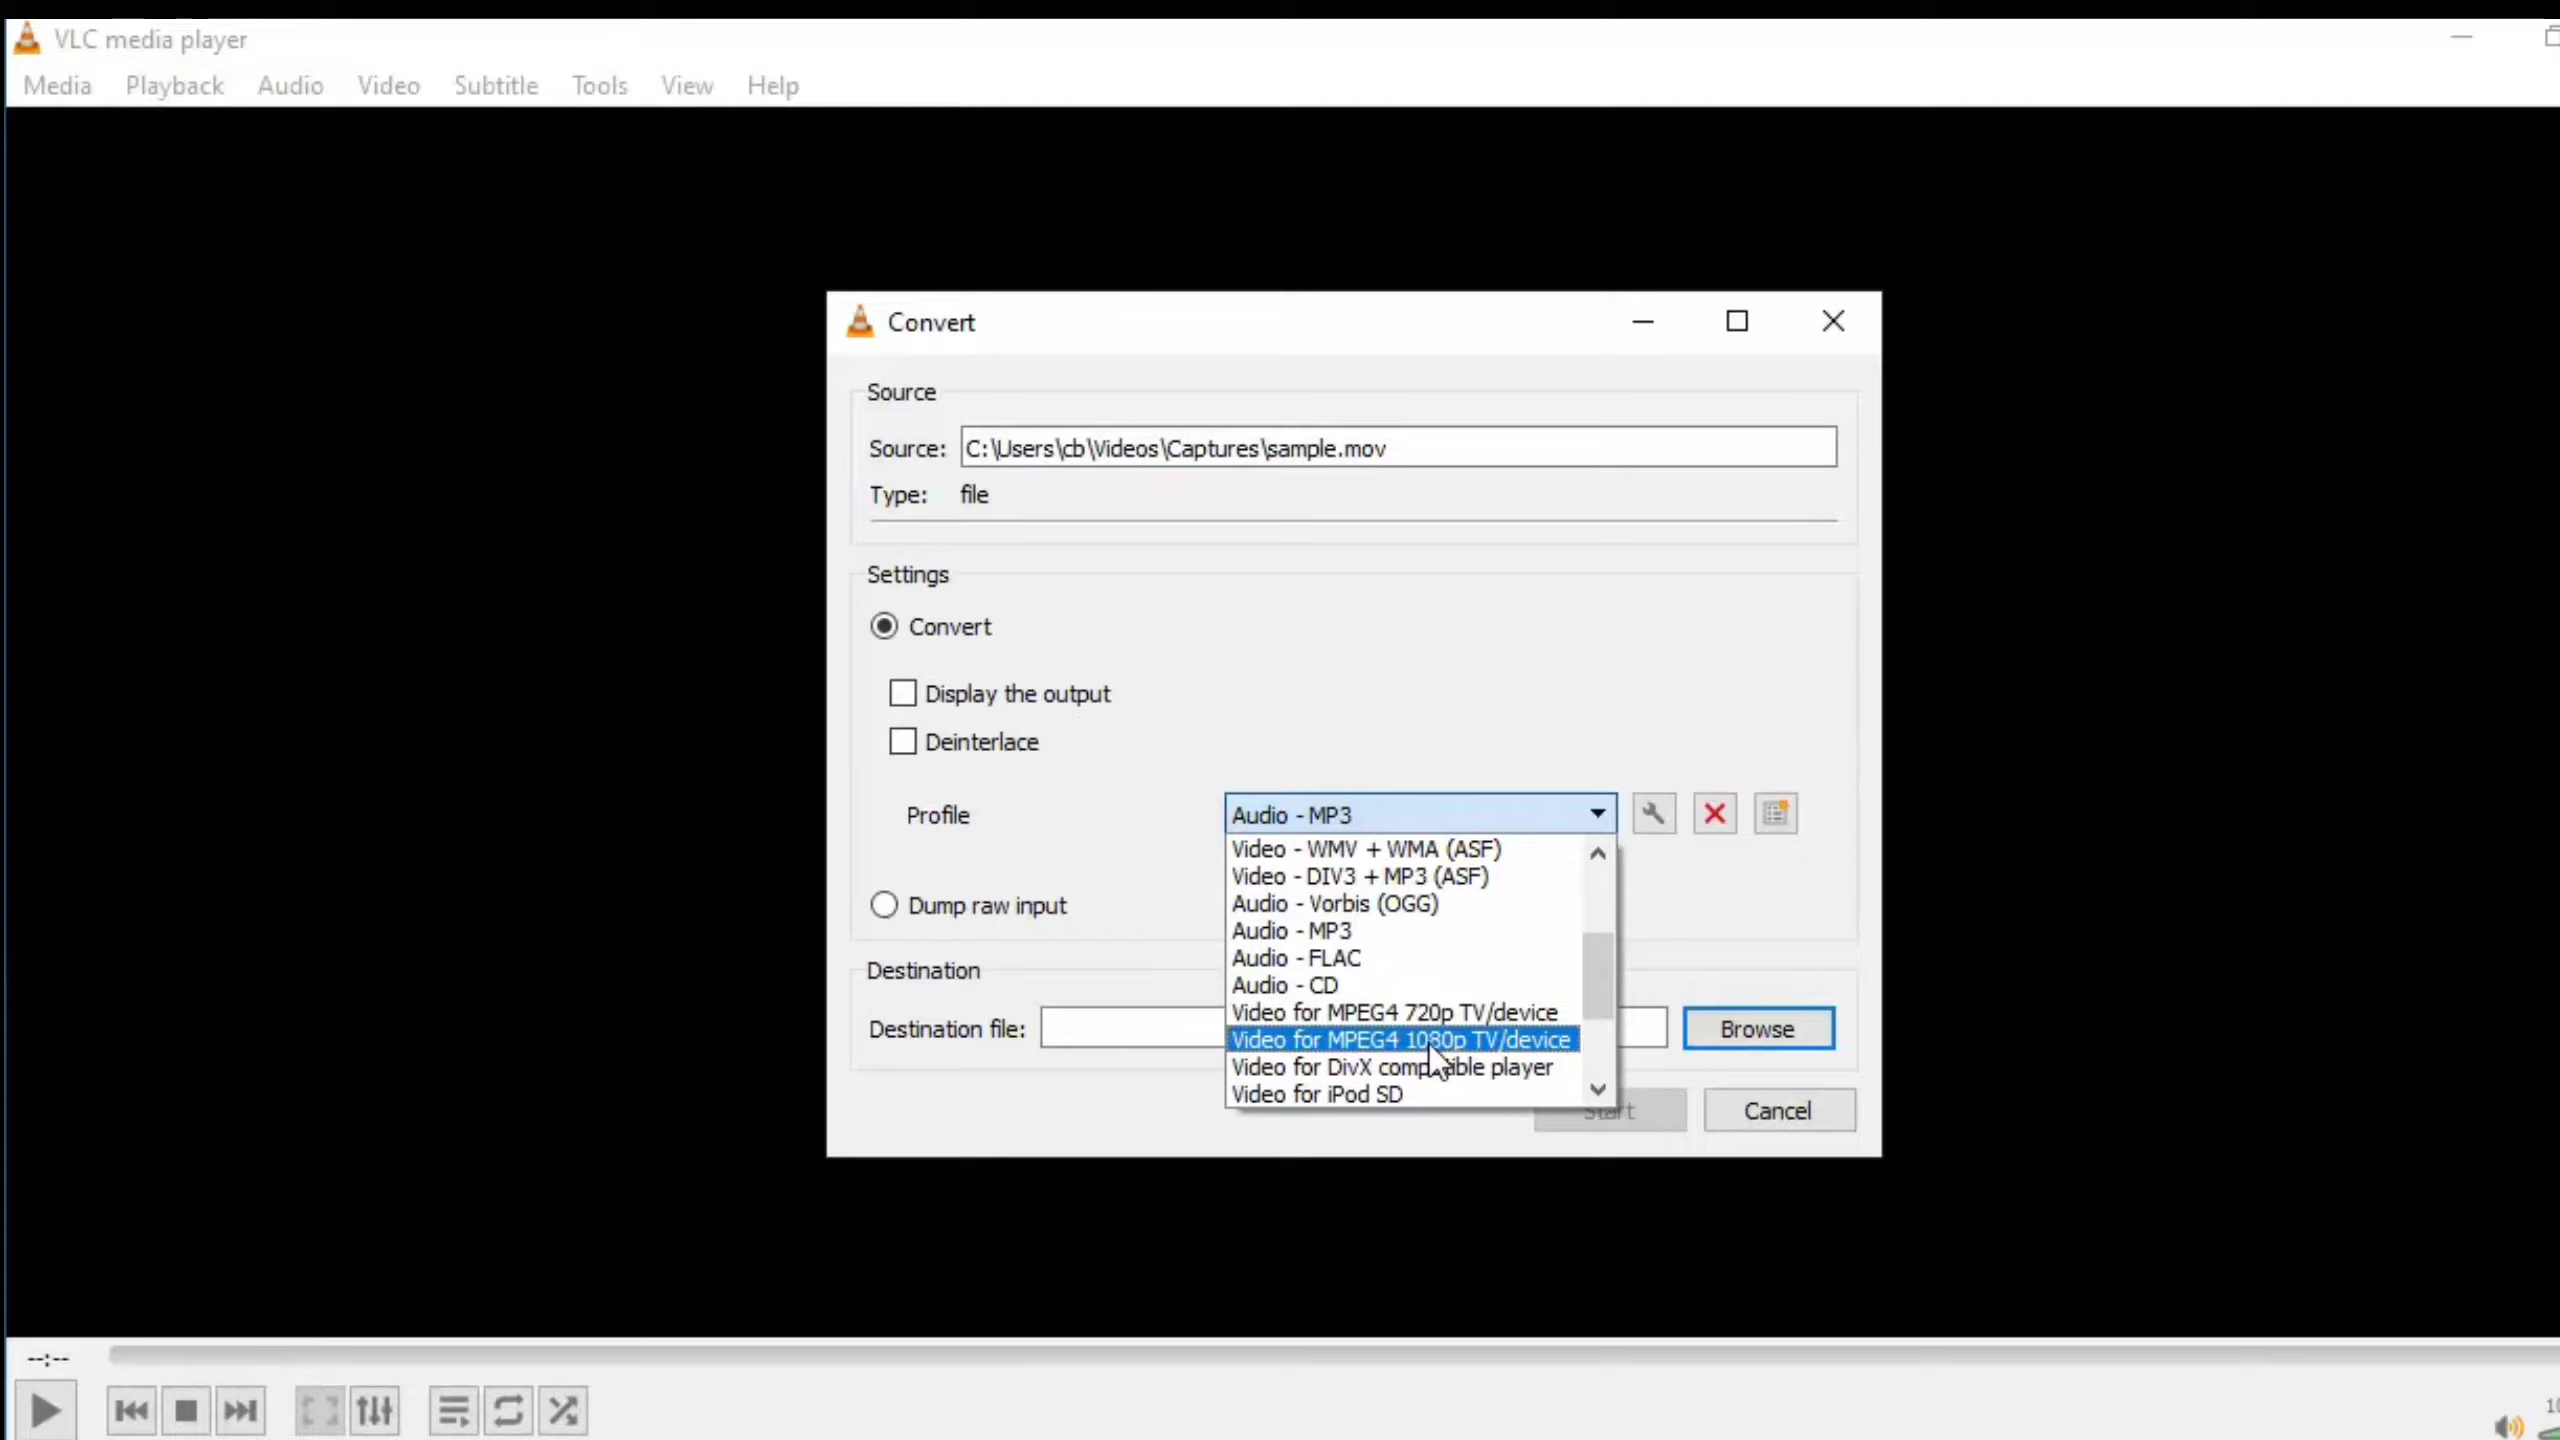 VLC media player
Media Playback Audio Video Subtitle Tools View Help
Convert
Source
Source: C:\Users\cb\Videos\Captures\sample.mov
Type: file
Settings
Convert
Display the output
Deinterlace
Profile Audio - MP3
Video - WMV + WMA (ASF)
Video - DIV3 + MP3 (ASF)
Audio - Vorbis (OGG)
Dump raw input
Audio - MP3
Audio - FLAC
Destination
Audio - CD
Video for MPEG4 720p TV/device
Destination file: Browse
Video for MPEG4 1080p TV/device
Video for DivX compatible player
Video for iPod SD
Start Cancel
--:--